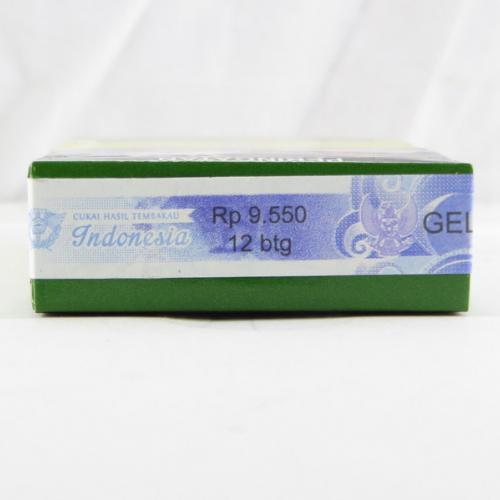 CUKAI HASIL TEMBAKAU
Indonesia
Rp 9.550
12 btg
GEL